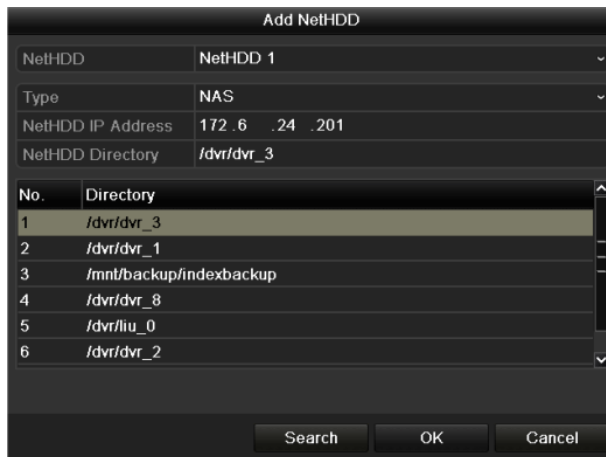 Add NetHDD
NetHDD NetHDD 1
Type NAS
NetHDD IP Address 172 .6 .24 .201
NetHDD Directory /dvr/dvr_3
No. Directory
1 /dvr/dvr_3
2 /dvr/dvr_1
3 /mnt/backup/indexbackup
4 /dvr/dvr_8
5 /dvr/liu_0
6 /dvr/dvr_2
Search OK Cancel